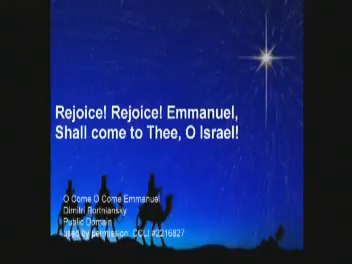 Rejoice! Rejoice! Emmanuel,
Shall come to Thee, O Israel!
O Come O Come Emmanuel
Dimitri Bortniansky
Public Domain
used by permission: CCLI #2216827